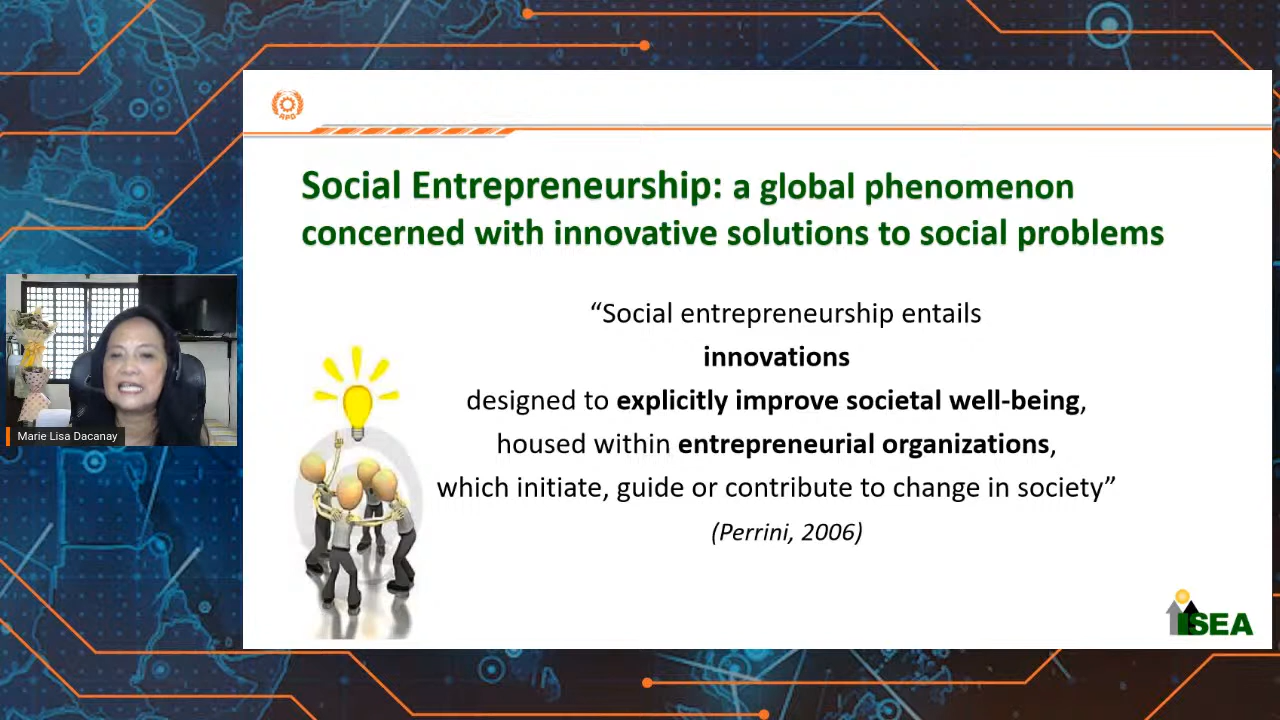 APO
Social Entrepreneurship: a global phenomenon
concerned with innovative solutions to social problems
“Social entrepreneurship entails
innovations
designed to explicitly improve societal well-being,
housed within entrepreneurial organizations,
which initiate, guide or contribute to change in society”
(Perrini, 2006)
Marie Lisa Dacanay
ISEA